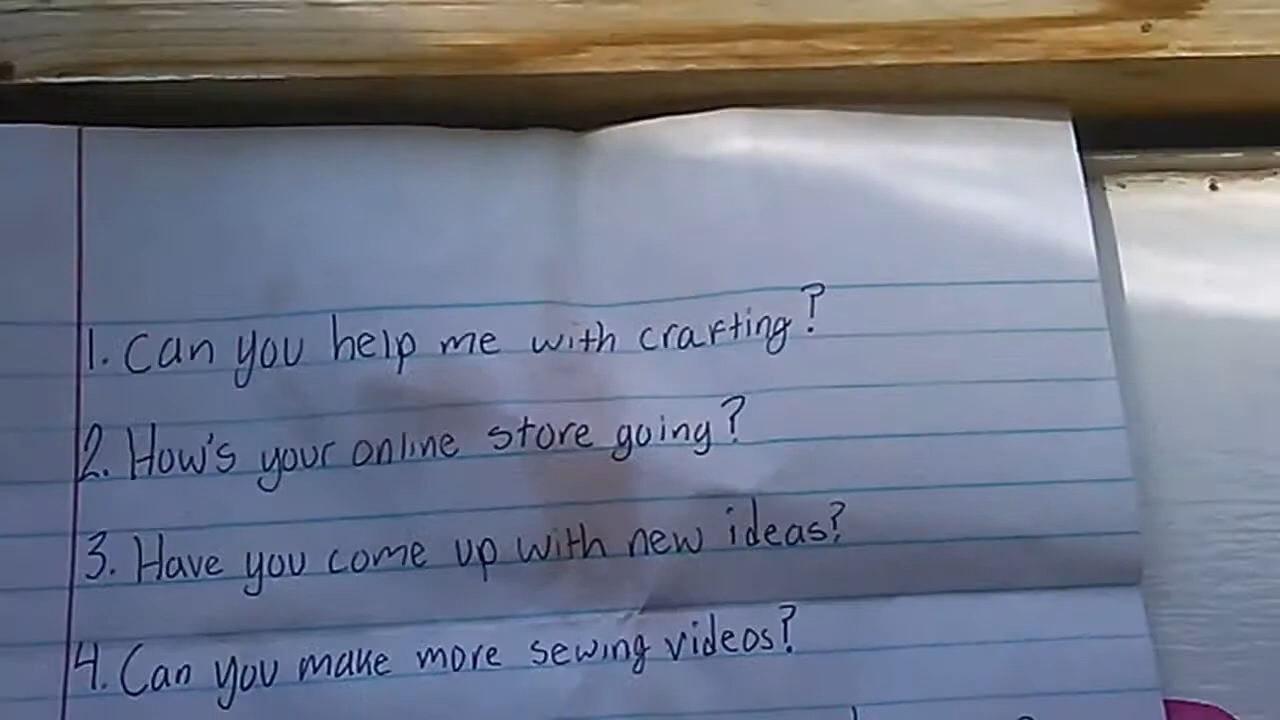 1. Can you help me with crafting?
2. How's your online store going?
3. Have you come up with new ideas?
4. Can you make more sewing videos?